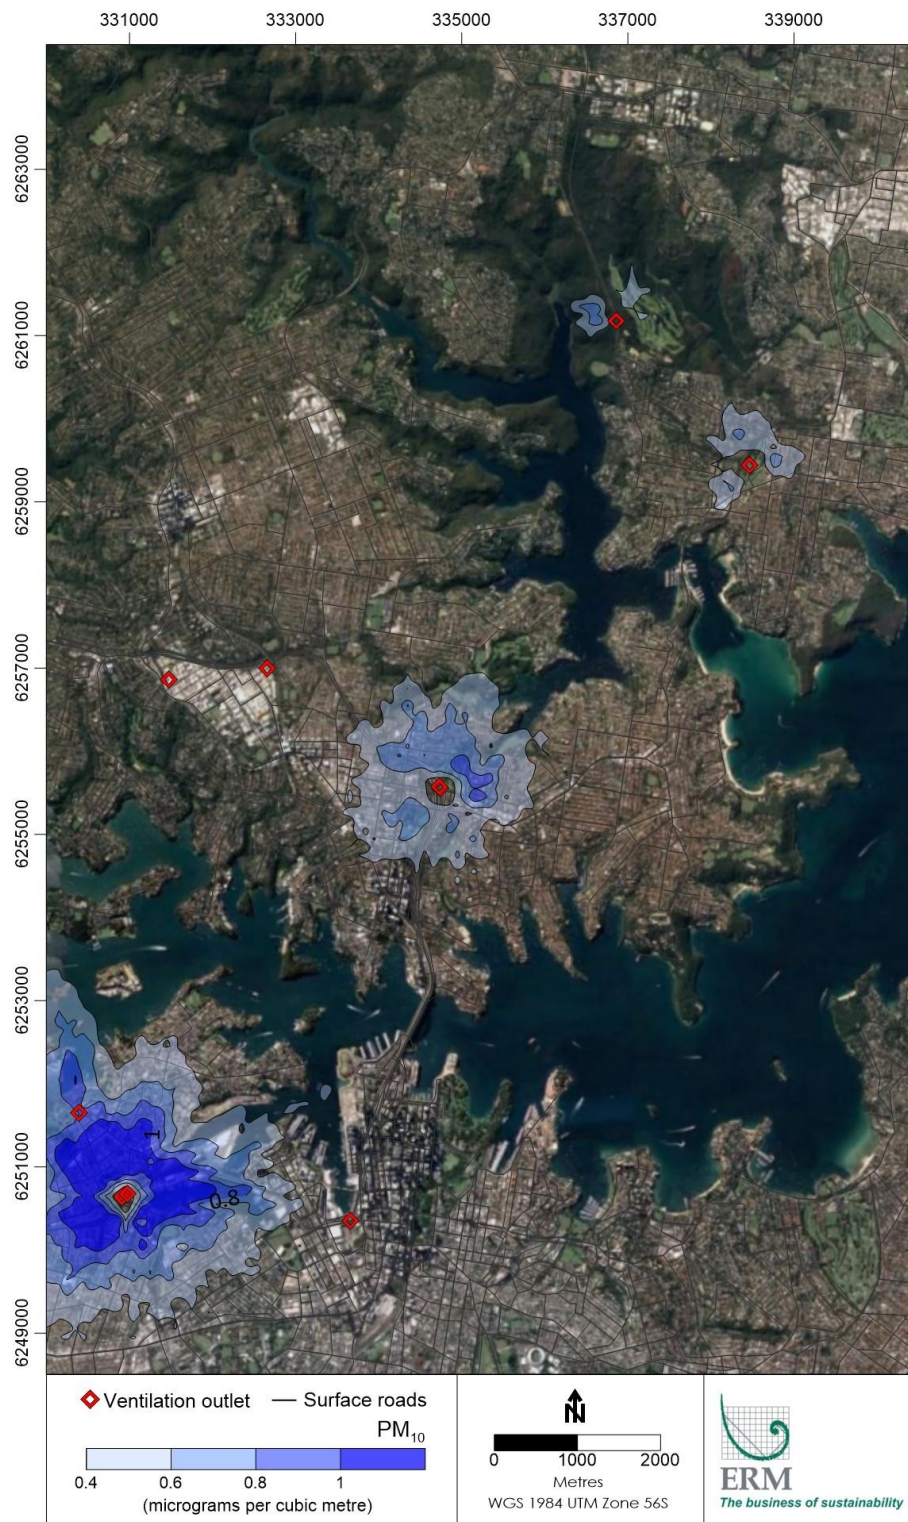 331000 333000 335000 337000 339000
6263000
6261000
6259000
6257000
6255000
6253000
6251000
6249000
1
0.8
Ventilation outlet
Surface roads
PM10
0.4 0.6 0.8 1
(micrograms per cubic metre)
N
0 1000 2000
Metres
WGS 1984 UTM Zone 56S
ERM
The business of sustainability